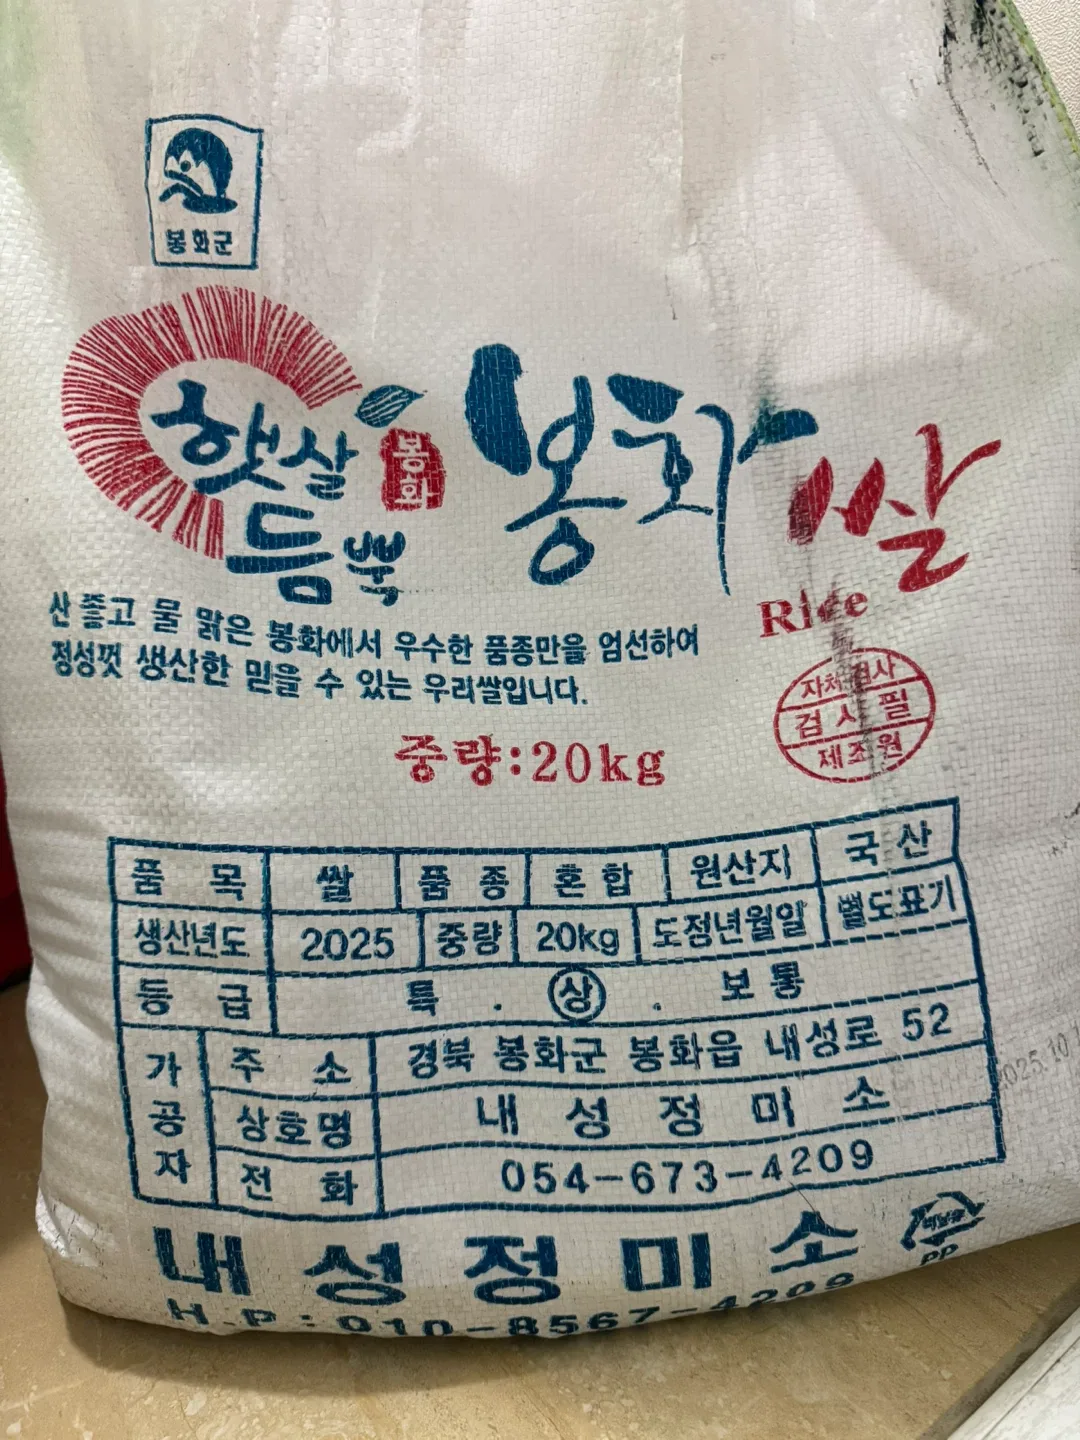 봉화군
햇살
듬뿍
봉화
봉화쌀
Rice
산 좋고 물 맑은 봉화에서 우수한 품종만을 엄선하여
정성껏 생산한 믿을 수 있는 우리쌀입니다.
중량:20kg
자체검사
검사필
제조원
품목 쌀 품종 혼합 원산지 국산
생산년도 2025 중량 20kg 도정년월일 별도표기
등급 특 . 상 . 보통
가공자
주소 경북 봉화군 봉화읍 내성로 52
상호명 내성정미소
전화 054-673-4209
2025.10
내성정미소
PP
H.P:010-8567-4209